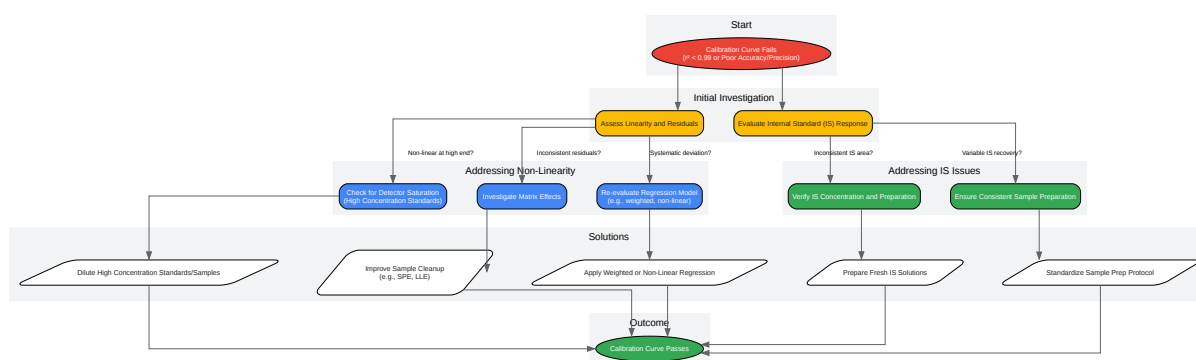 Start
Calibration Curve Fails
(r² < 0.99 or Poor Accuracy/Precision)
Initial Investigation
Assess Linearity and Residuals
Evaluate Internal Standard (IS) Response
Non-linear at high end?
Inconsistent residuals?
Systematic deviation?
Inconsistent IS area?
Variable IS recovery?
Addressing Non-Linearity
Addressing IS Issues
Check for Detector Saturation
(High Concentration Standards)
Investigate Matrix Effects
Re-evaluate Regression Model
(e.g., weighted, non-linear)
Verify IS Concentration and Preparation
Ensure Consistent Sample Preparation
Solutions
Dilute High Concentration Standards/Samples
Improve Sample Cleanup
(e.g., SPE, LLE)
Apply Weighted or Non-Linear Regression
Prepare Fresh IS Solutions
Standardize Sample Prep Protocol
Outcome
Calibration Curve Passes